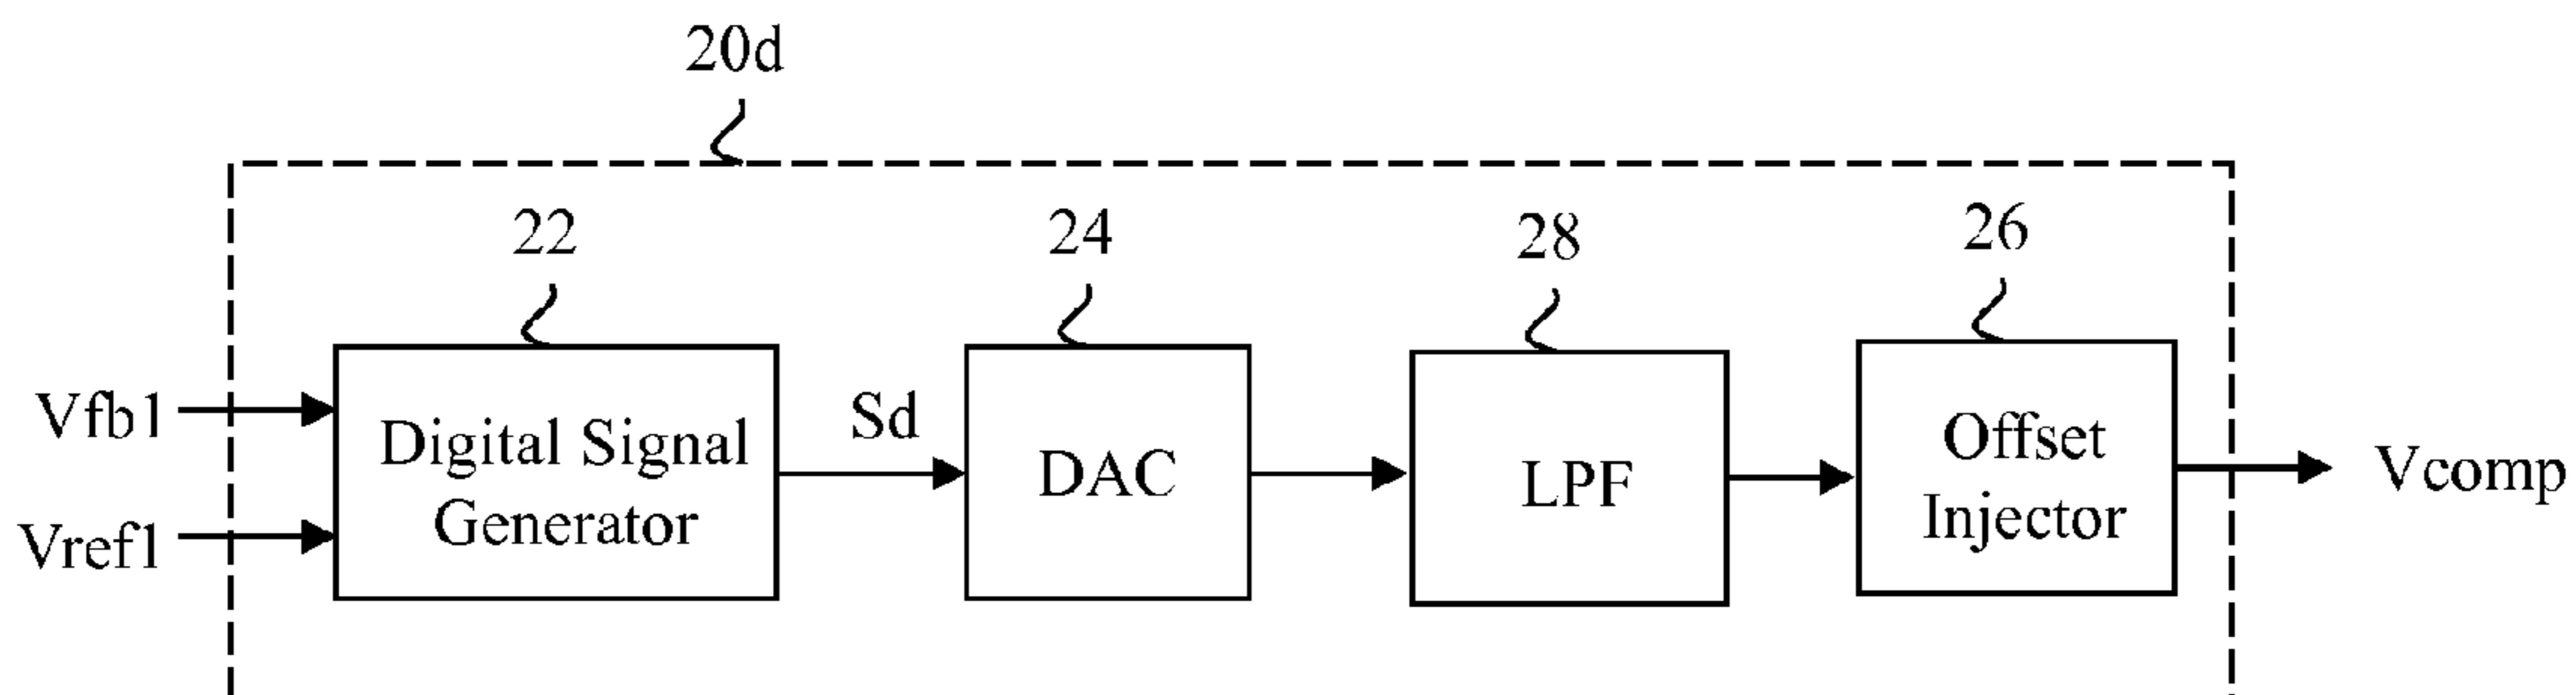 20d
22
24
28
26
Vfb1
Vref1
Digital Signal
Generator
Sd
DAC
LPF
Offset
Injector
Vcomp